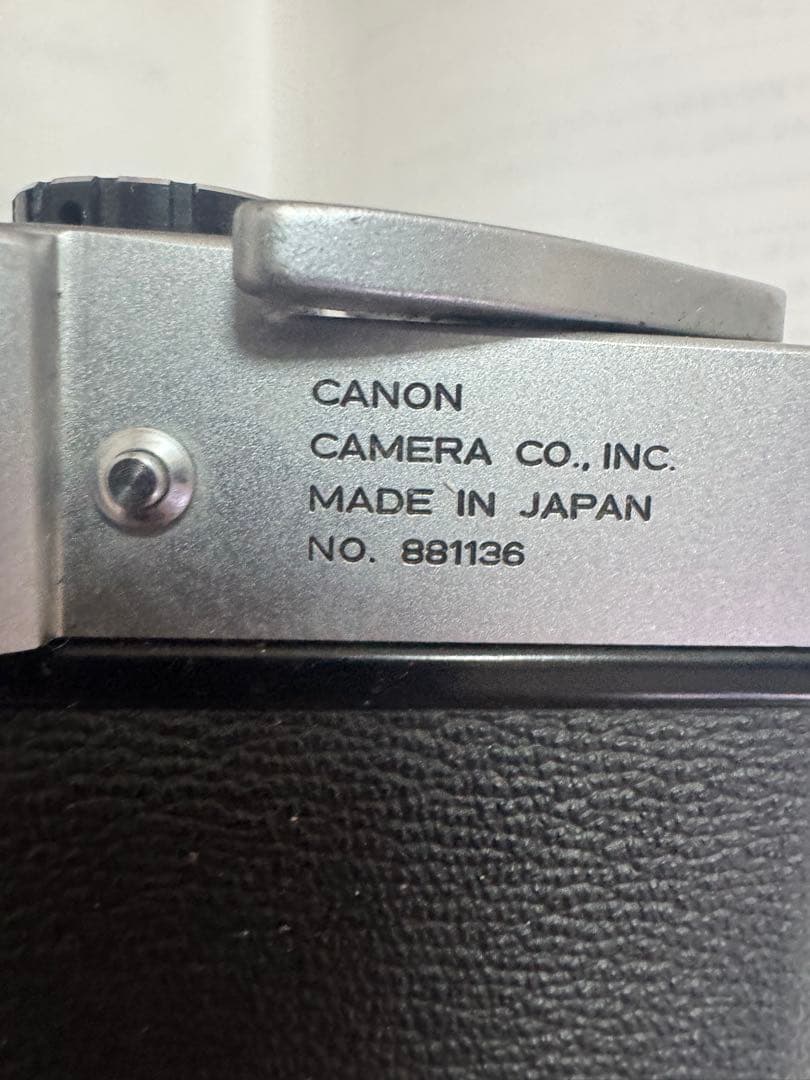 CANON
CAMERA CO., INC.
MADE IN JAPAN
NO. 881136